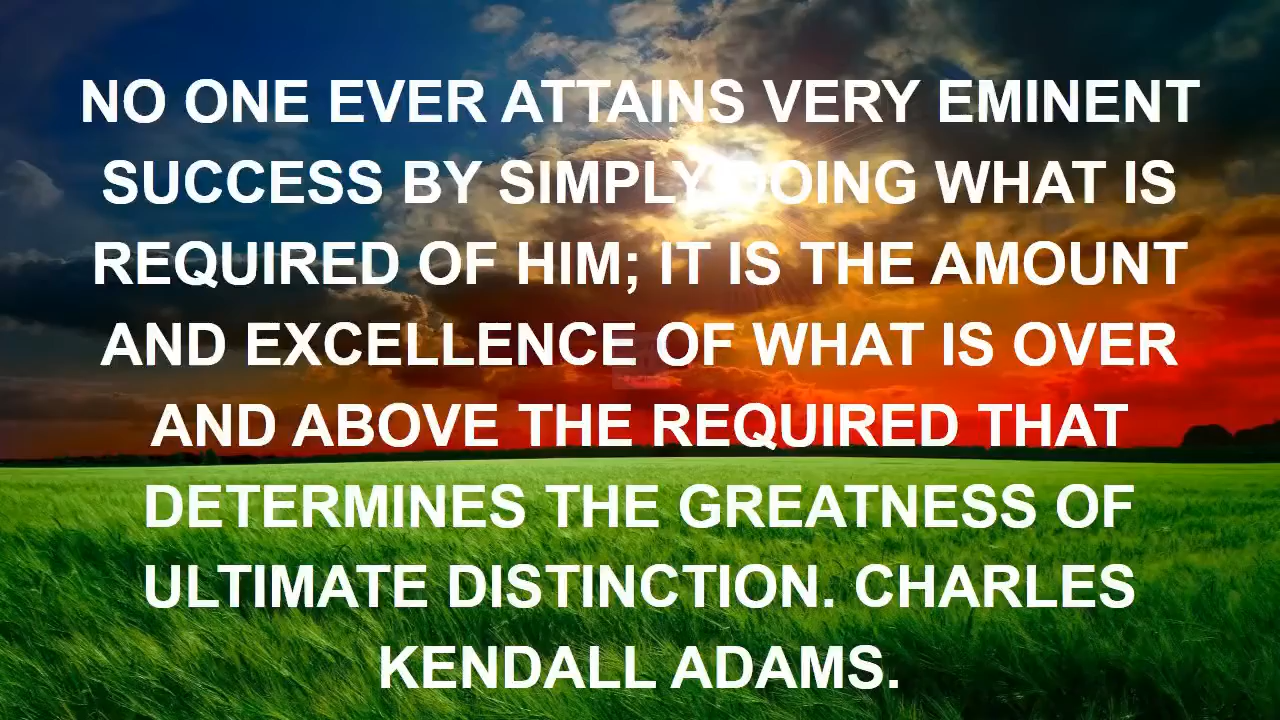 NO ONE EVER ATTAINS VERY EMINENT
SUCCESS BY SIMPLY DOING WHAT IS
REQUIRED OF HIM; IT IS THE AMOUNT
AND EXCELLENCE OF WHAT IS OVER
AND ABOVE THE REQUIRED THAT
DETERMINES THE GREATNESS OF
ULTIMATE DISTINCTION. CHARLES
KENDALL ADAMS.